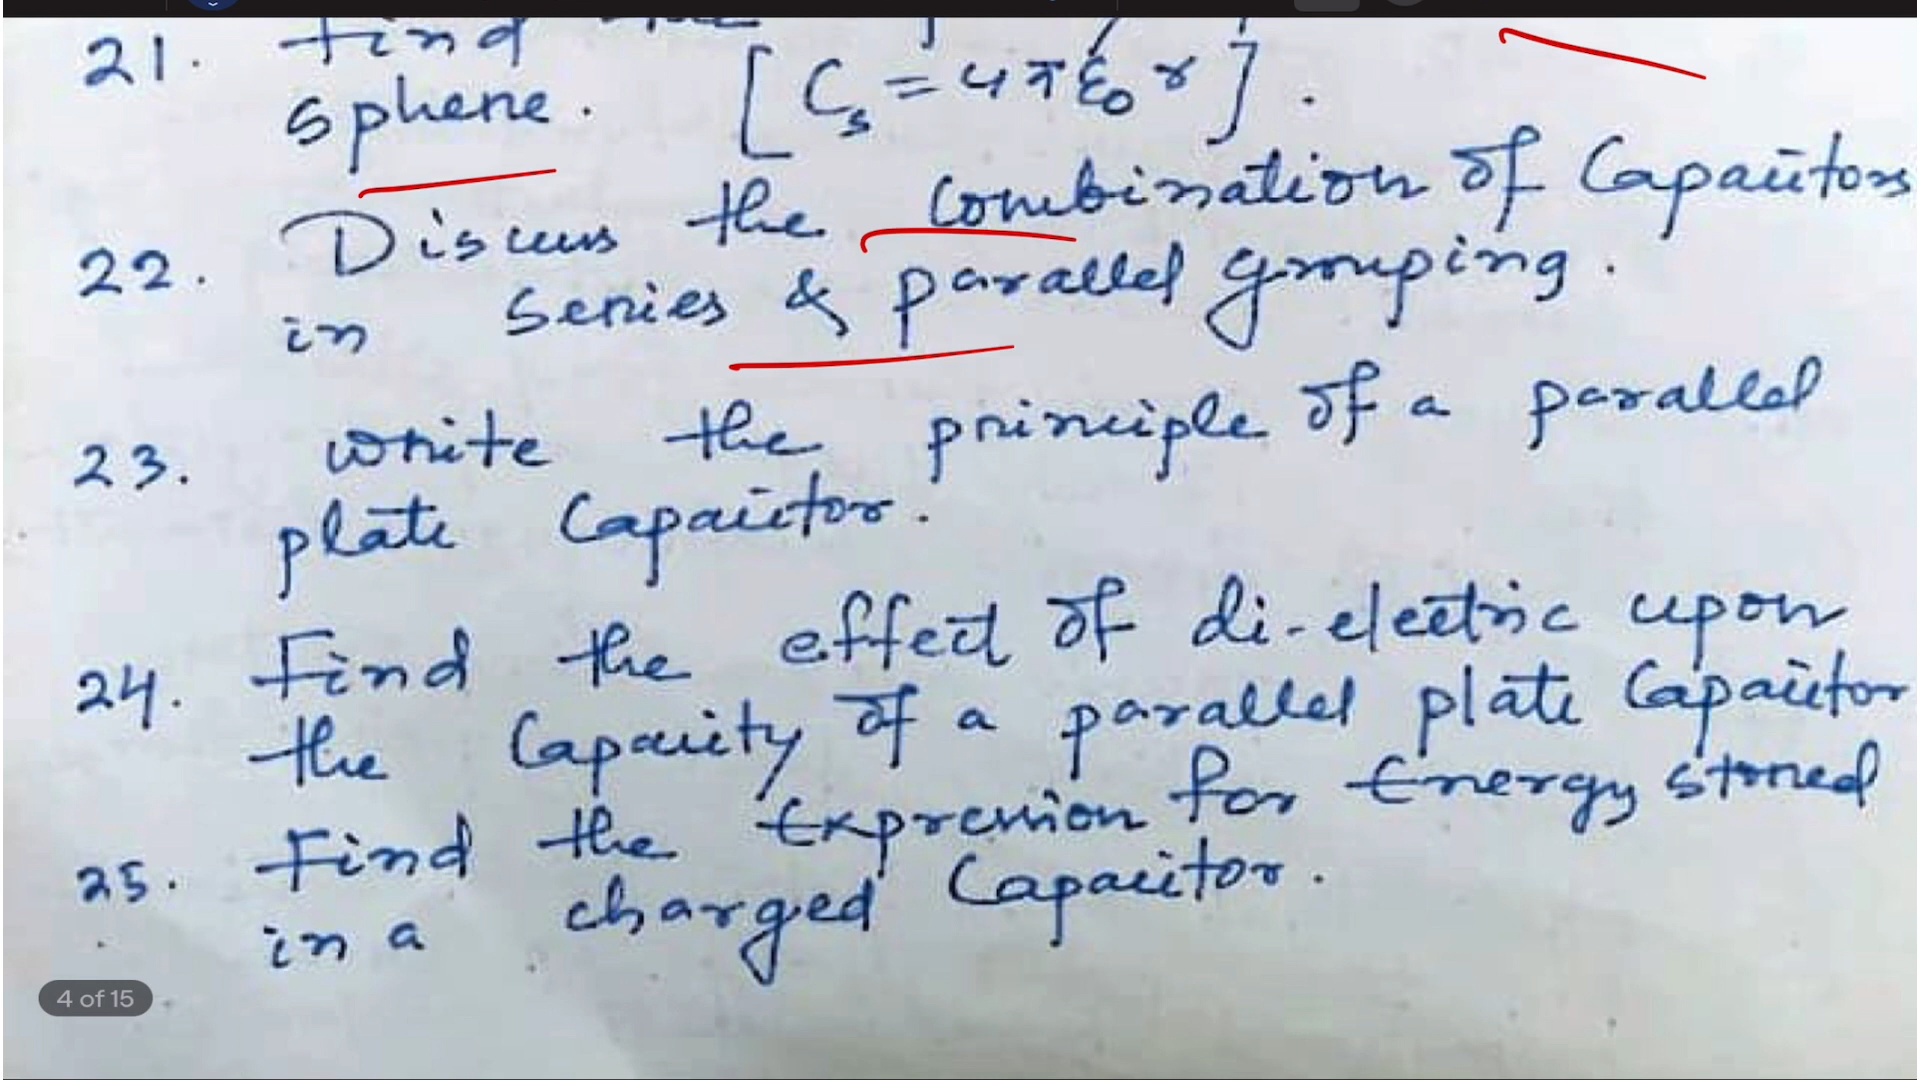 21. Find the
sphere. [Cs = 4πε0 r].
22. Discuss the Combination of Capacitors
in series & parallel grouping.
23. Write the principle of a parallel
plate Capacitor.
24. Find the effect of di-electric upon
the Capacity of a parallel plate Capacitor
25. Find the Expression for Energy stored
in a charged Capacitor.
4 of 15